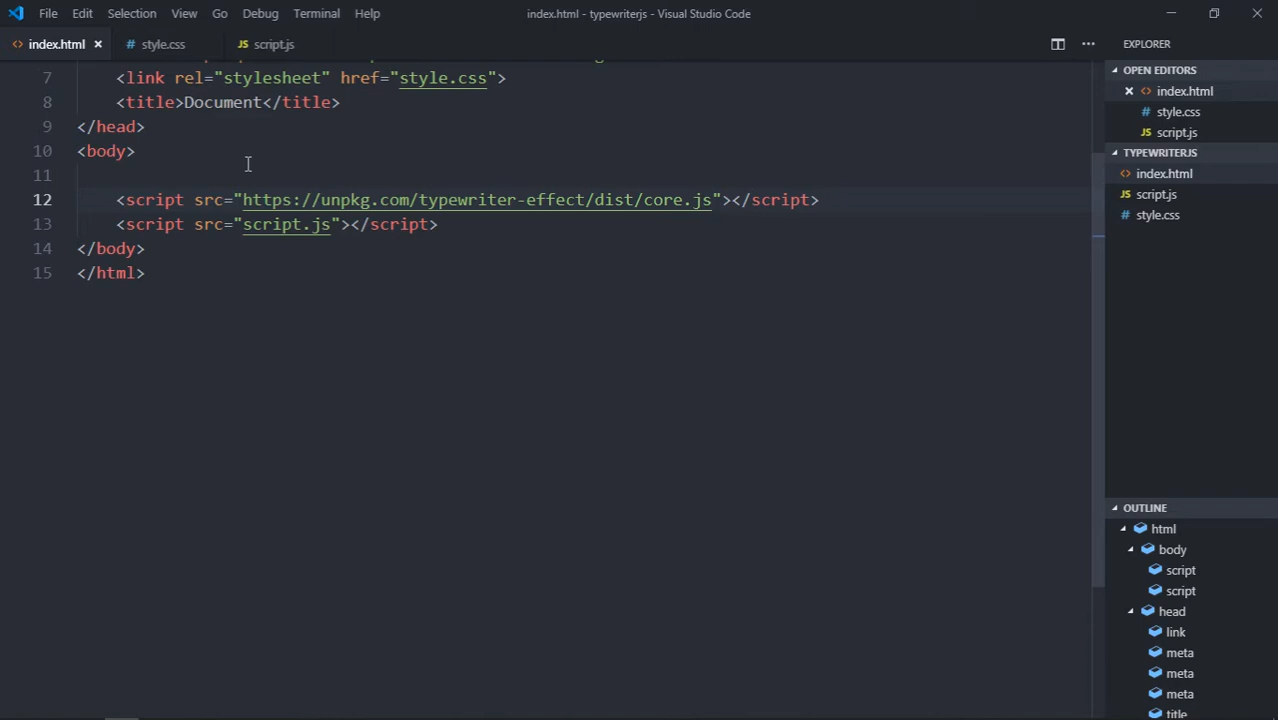 File Edit Selection View Go Debug Terminal Help index.html - typewriterjs - Visual Studio Code
<> index.html × # style.css JS script.js
7 <link rel="stylesheet" href="style.css">
8 <title>Document</title>
9 </head>
10 <body>
11
12 <script src="https://unpkg.com/typewriter-effect/dist/core.js"></script>
13 <script src="script.js"></script>
14 </body>
15 </html>
EXPLORER
OPEN EDITORS
× <> index.html
# style.css
JS script.js
TYPEWRITERJS
<> index.html
JS script.js
# style.css
OUTLINE
html
body
script
script
head
link
meta
meta
meta
title